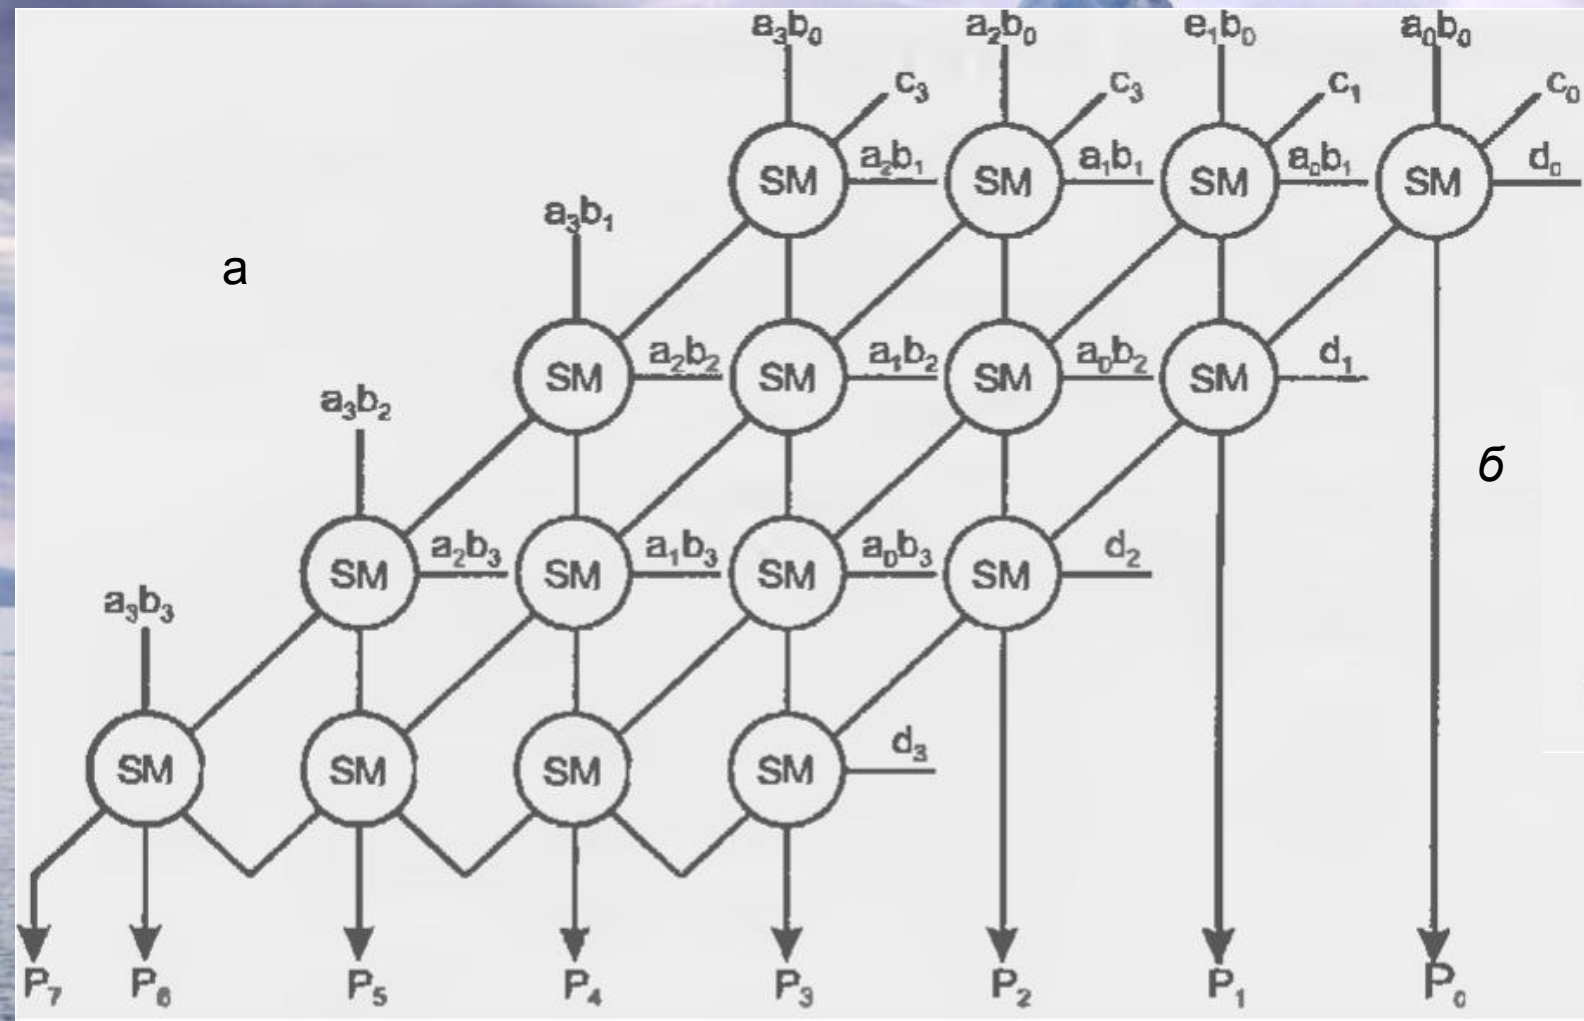 a₃b₀ a₂b₀ e₁b₀ a₀b₀
c₃ c₃ c₁ c₀
SM a₂b₁ SM a₁b₁ SM a₀b₁ SM d₀
a₃b₁
а
SM a₂b₂ SM a₁b₂ SM a₀b₂ SM d₁
a₃b₂
б
SM a₂b₃ SM a₁b₃ SM a₀b₃ SM d₂
a₃b₃
SM SM SM SM d₃
P₇ P₆ P₅ P₄ P₃ P₂ P₁ P₀